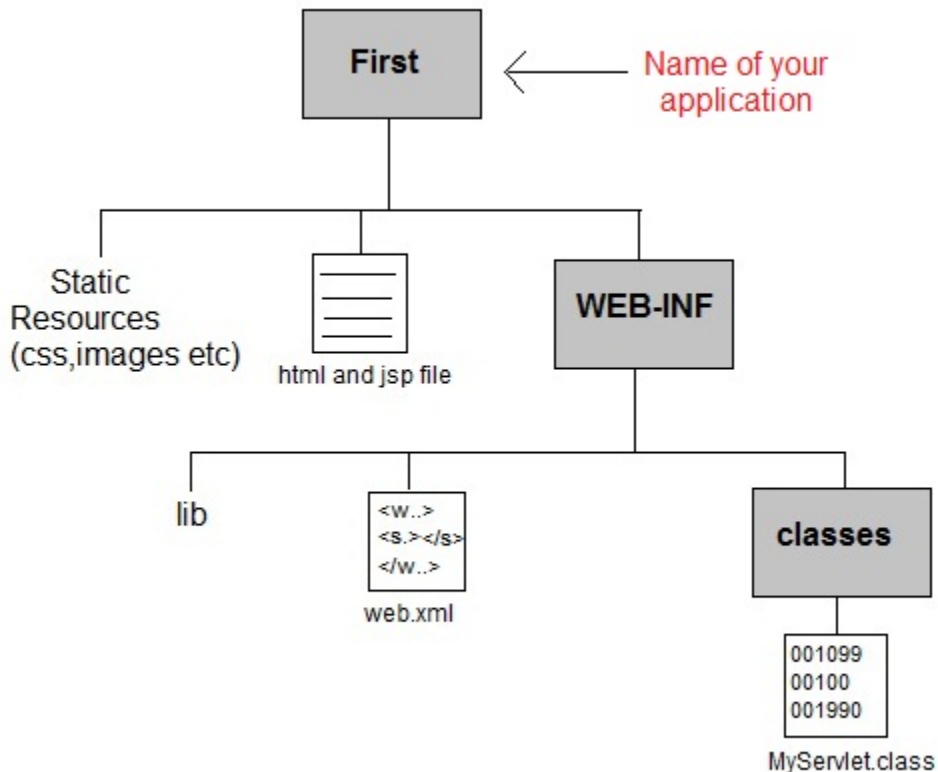 First
Name of your
application
Static
Resources
(css,images etc)
html and jsp file
WEB-INF
lib
<w..>
<s.></s>
</w..>
web.xml
classes
001099
00100
001990
MyServlet.class